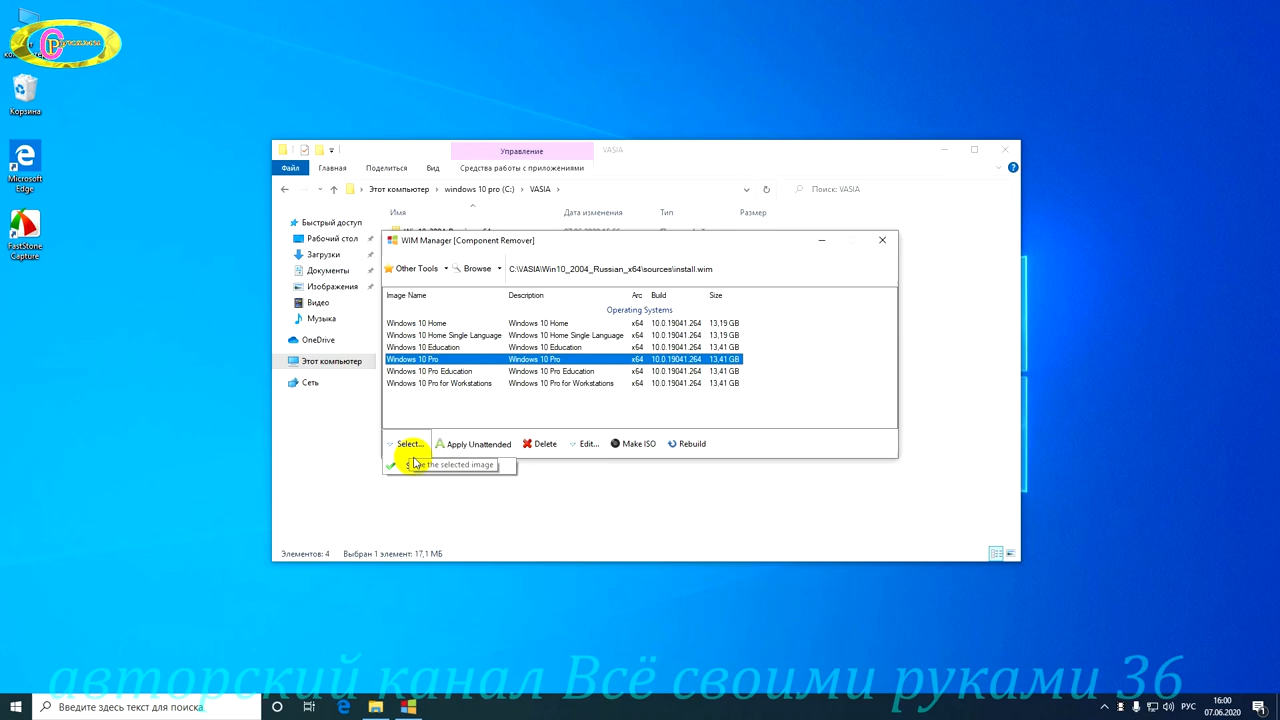 Корзина
Microsoft
Edge
FastStone
Capture
Управление
VASIA
Файл
Главная
Поделиться
Вид
Средства работы с приложениями
Этот компьютер
windows 10 pro (C:)
VASIA
Поиск: VASIA
Имя
Дата изменения
Тип
Размер
Быстрый доступ
Рабочий стол
Загрузки
Документы
Изображения
Видео
Музыка
OneDrive
Этот компьютер
Сеть
WIM Manager [Component Remover]
Other Tools
Browse
C:\VASIA\Win10_2004_Russian_x64\sources\install.wim
Image Name Description Arc Build Size
Operating Systems
Windows 10 Home Windows 10 Home x64 10.0.19041.264 13,19 GB
Windows 10 Home Single Language Windows 10 Home Single Language x64 10.0.19041.264 13,19 GB
Windows 10 Education Windows 10 Education x64 10.0.19041.264 13,41 GB
Windows 10 Pro Windows 10 Pro x64 10.0.19041.264 13,41 GB
Windows 10 Pro Education Windows 10 Pro Education x64 10.0.19041.264 13,41 GB
Windows 10 Pro for Workstations Windows 10 Pro for Workstations x64 10.0.19041.264 13,41 GB
Select... Apply Unattended Delete Edit... Make ISO Rebuild
the selected image
Элементов: 4 Выбран 1 элемент: 17,1 МБ
авторский канал Всё своими руками 36
Введите здесь текст для поиска
РУС
16:00
07.06.2020